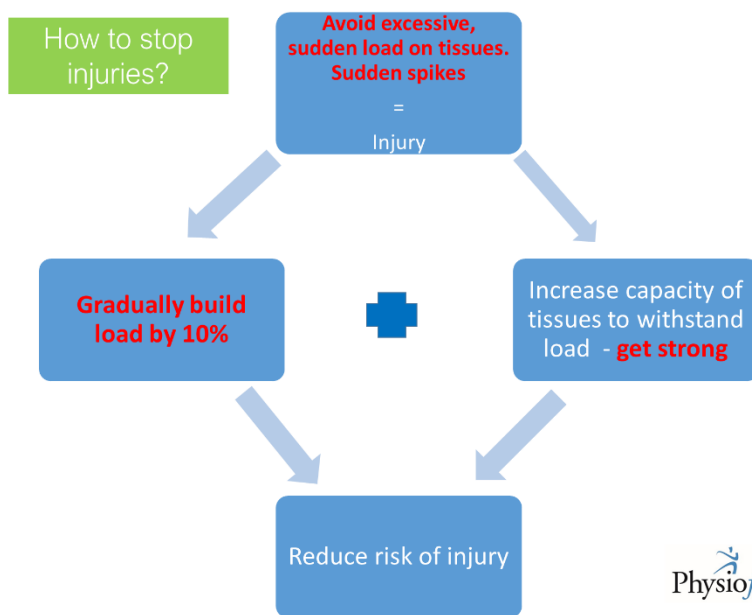 How to stop
injuries?
Avoid excessive,
sudden load on tissues.
Sudden spikes
=
Injury
Gradually build
load by 10%
Increase capacity of
tissues to withstand
load - get strong
Reduce risk of injury
Physiof